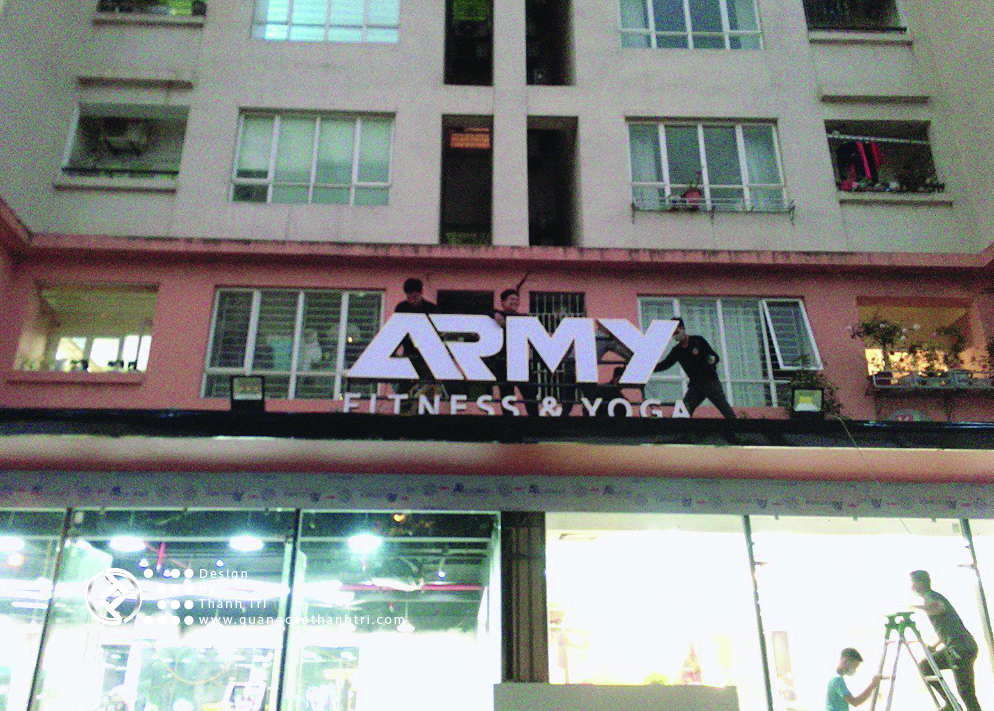 ARMY
FITNESS & YOGA
Design
Thanh Tri
www.quangcaothanhtri.com